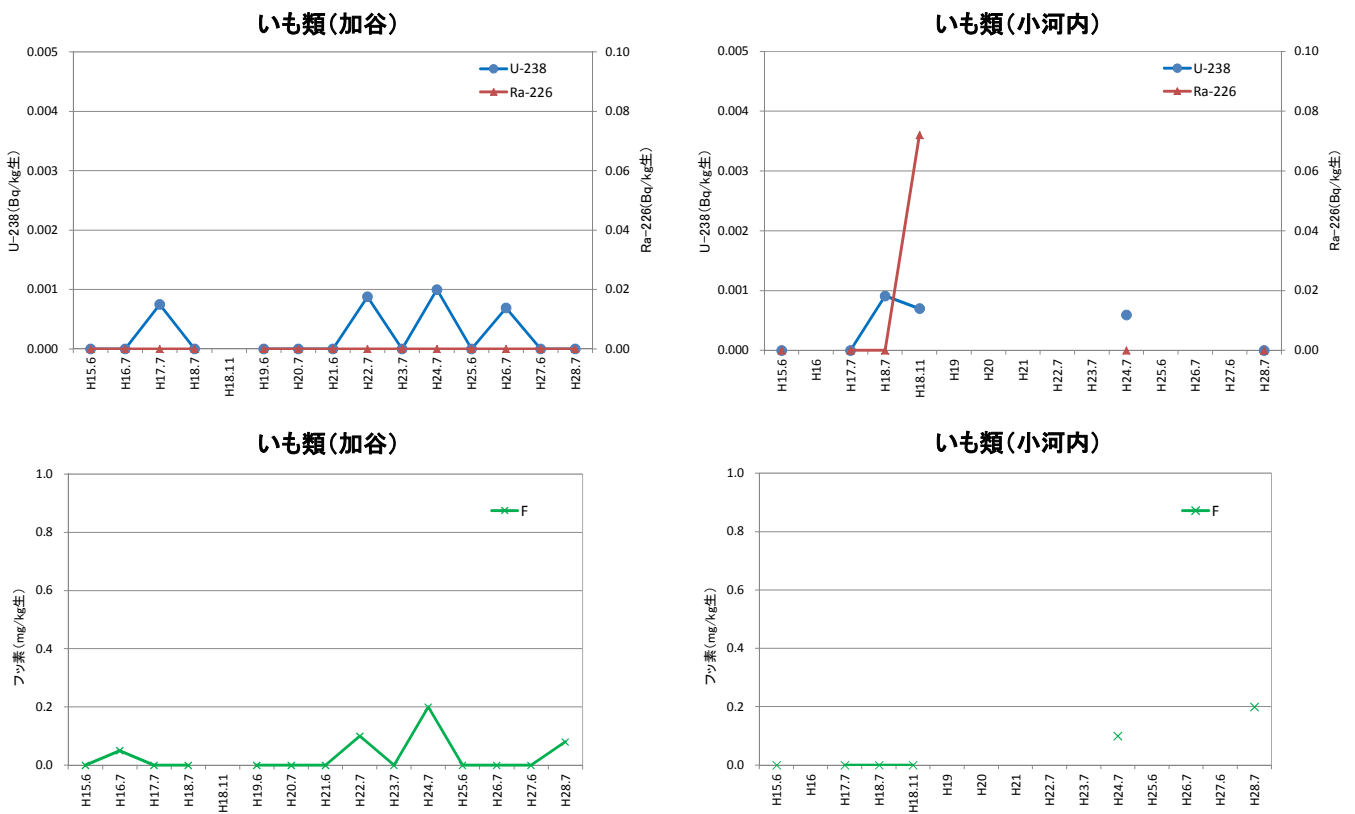 いも類(加谷)
0.005
0.004
0.003
0.002
0.001
0.000
U-238(Bq/kg生)
0.10
0.08
0.06
0.04
0.02
0.00
Ra-226(Bq/kg生)
U-238
Ra-226
H15.6
H16.7
H17.7
H18.7
H18.11
H19.6
H20.7
H21.6
H22.7
H23.7
H24.7
H25.6
H26.7
H27.6
H28.7
いも類(小河内)
0.005
0.004
0.003
0.002
0.001
0.000
U-238(Bq/kg生)
0.10
0.08
0.06
0.04
0.02
0.00
Ra-226(Bq/kg生)
U-238
Ra-226
H15.6
H16
H17.7
H18.7
H18.11
H19
H20
H21
H22.7
H23.7
H24.7
H25.6
H26.7
H27.6
H28.7
いも類(加谷)
1.0
0.8
0.6
0.4
0.2
0.0
フッ素(mg/kg生)
F
H15.6
H16.7
H17.7
H18.7
H18.11
H19.6
H20.7
H21.6
H22.7
H23.7
H24.7
H25.6
H26.7
H27.6
H28.7
いも類(小河内)
1.0
0.8
0.6
0.4
0.2
0.0
フッ素(mg/kg生)
F
H15.6
H16
H17.7
H18.7
H18.11
H19
H20
H21
H22.7
H23.7
H24.7
H25.6
H26.7
H27.6
H28.7